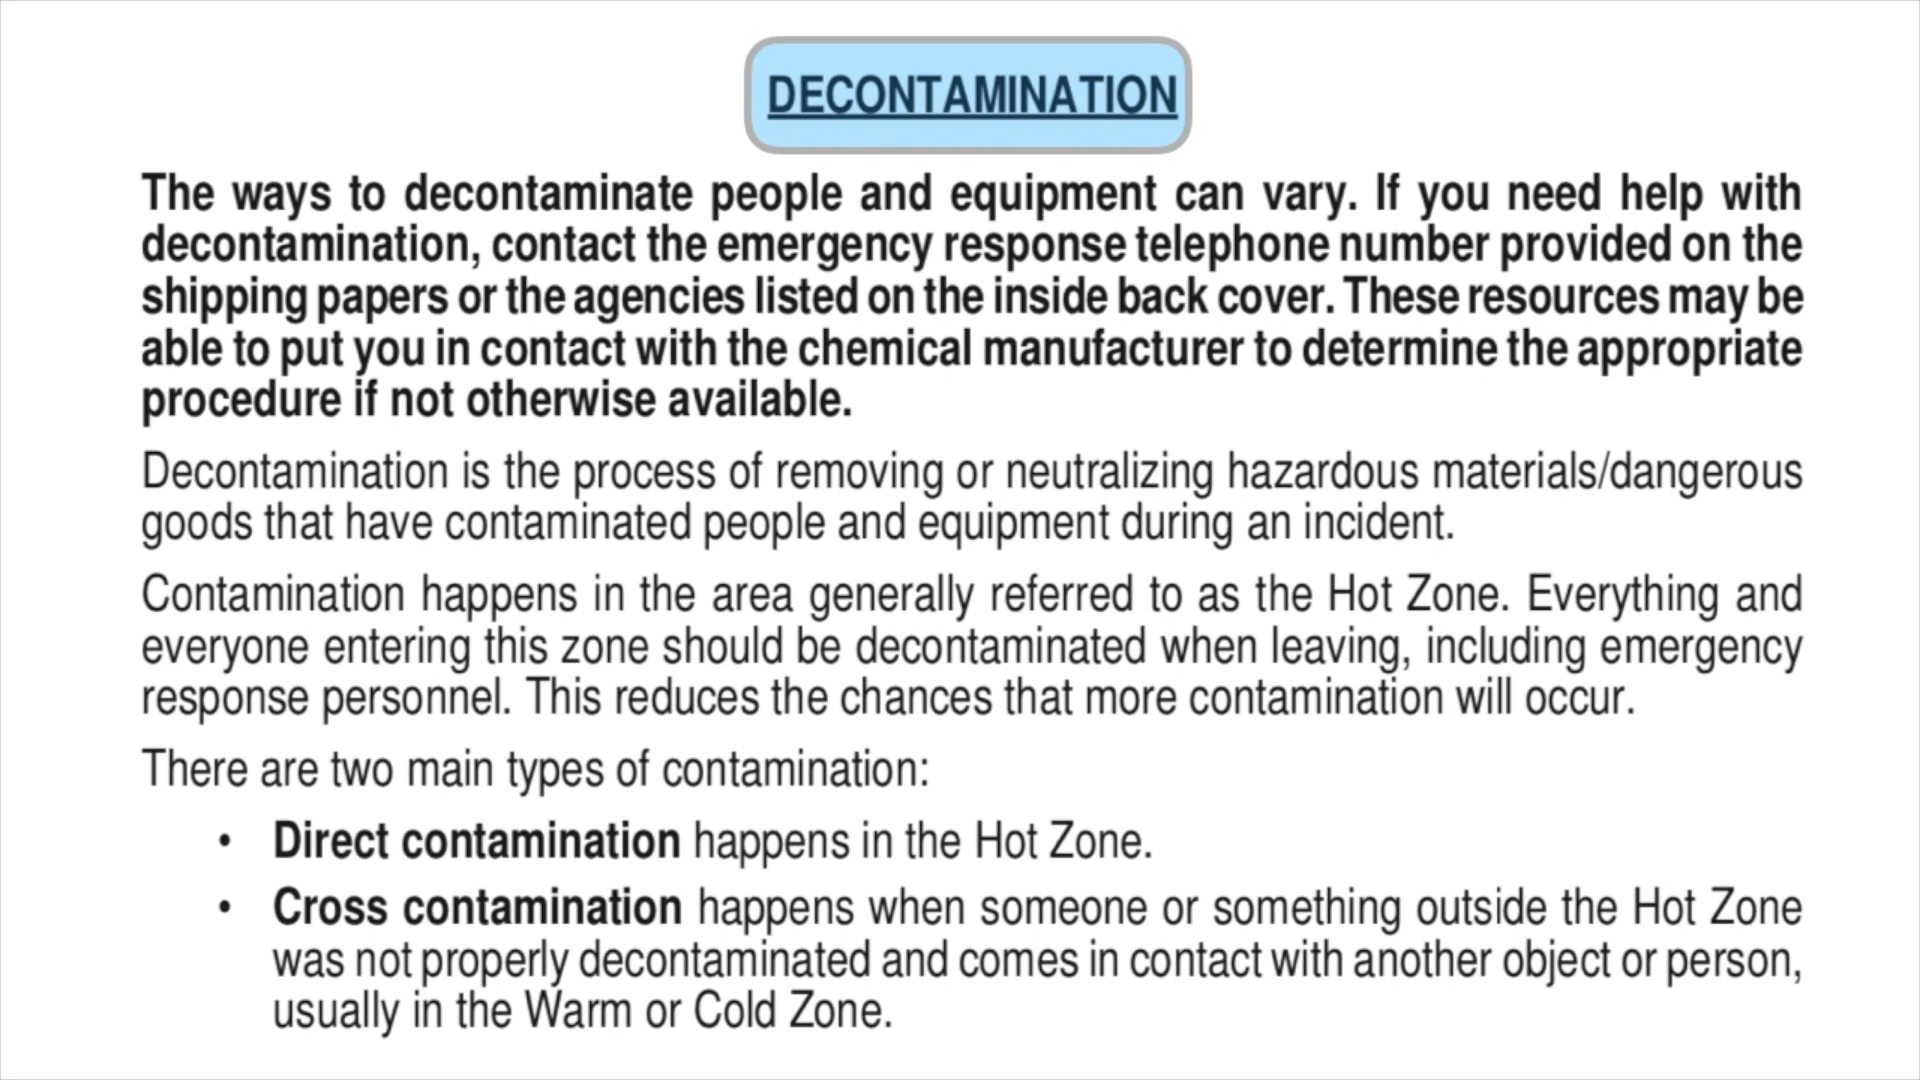 DECONTAMINATION
The ways to decontaminate people and equipment can vary. If you need help with
decontamination, contact the emergency response telephone number provided on the
shipping papers or the agencies listed on the inside back cover. These resources may be
able to put you in contact with the chemical manufacturer to determine the appropriate
procedure if not otherwise available.
Decontamination is the process of removing or neutralizing hazardous materials/dangerous
goods that have contaminated people and equipment during an incident.
Contamination happens in the area generally referred to as the Hot Zone. Everything and
everyone entering this zone should be decontaminated when leaving, including emergency
response personnel. This reduces the chances that more contamination will occur.
There are two main types of contamination:
• Direct contamination happens in the Hot Zone.
• Cross contamination happens when someone or something outside the Hot Zone
was not properly decontaminated and comes in contact with another object or person,
usually in the Warm or Cold Zone.